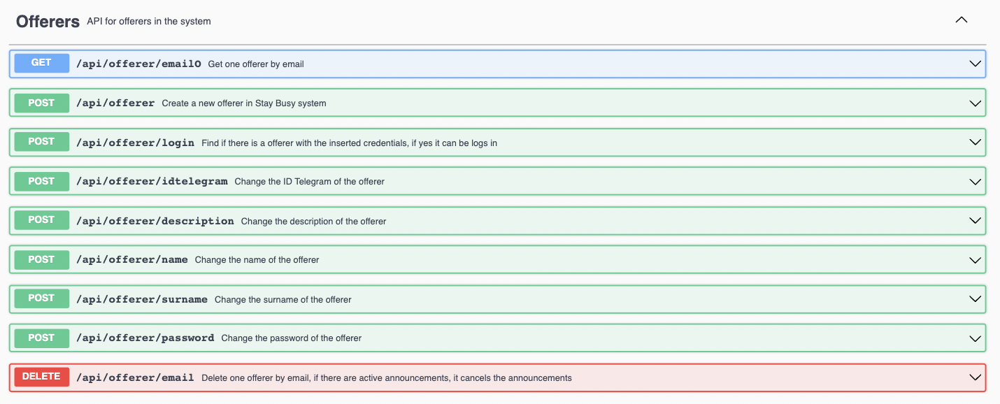 Offerers API for offerers in the system
GET /api/offerer/emailO Get one offerer by email
POST /api/offerer Create a new offerer in Stay Busy system
POST /api/offerer/login Find if there is a offerer with the inserted credentials, if yes it can be logs in
POST /api/offerer/idtelegram Change the ID Telegram of the offerer
POST /api/offerer/description Change the description of the offerer
POST /api/offerer/name Change the name of the offerer
POST /api/offerer/surname Change the surname of the offerer
POST /api/offerer/password Change the password of the offerer
DELETE /api/offerer/email Delete one offerer by email, if there are active announcements, it cancels the announcements